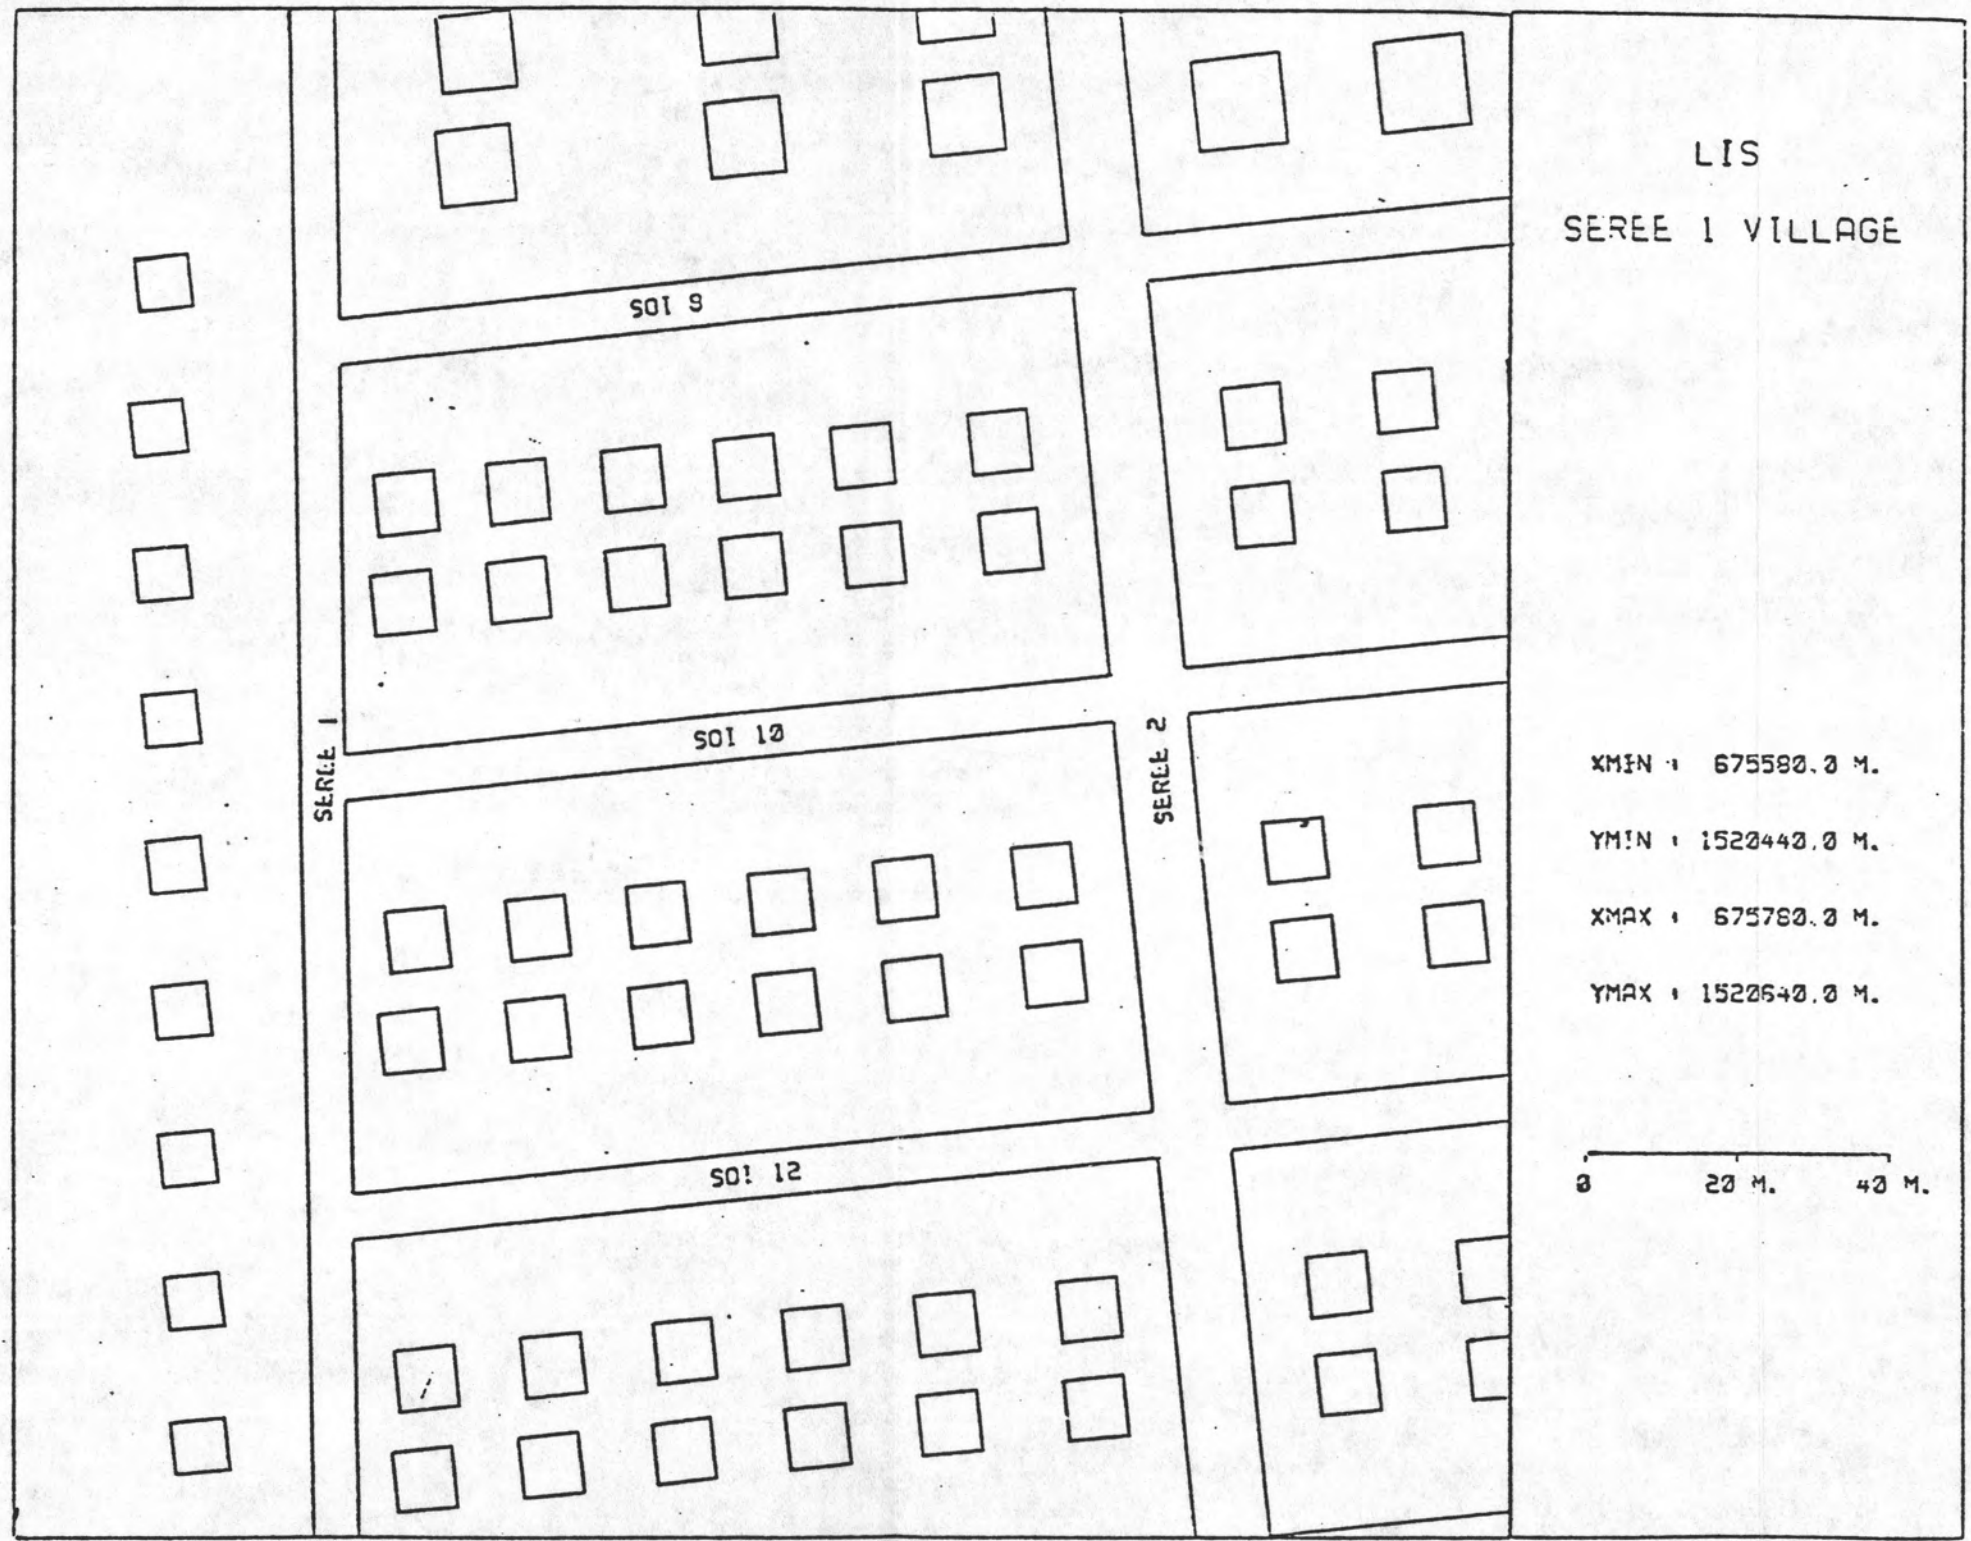 LIS
SEREE 1 VILLAGE
SOI 8
SOI 10
SEREE 1
SEREE 2
SOI 12
XMIN : 675580.0 M.
YMIN : 1520440.0 M.
XMAX : 675780.0 M.
YMAX : 1520640.0 M.
0 20 M. 40 M.